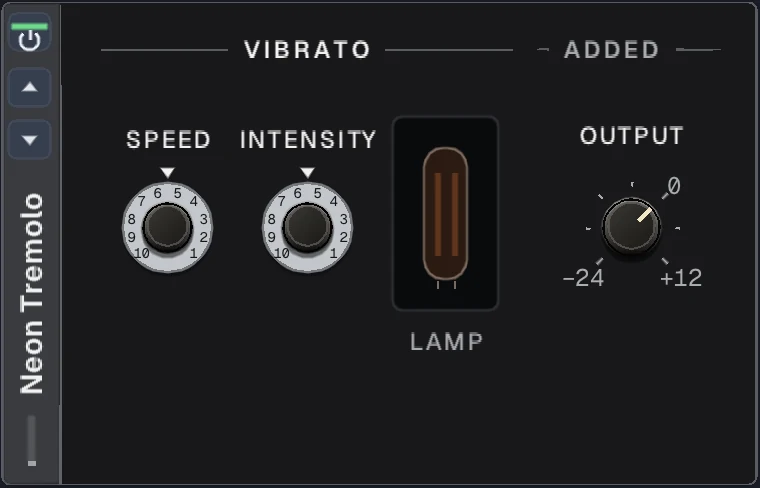 VIBRATO
ADDED
SPEED
INTENSITY
OUTPUT
1 2 3 4 5 6 7 8 9 10
1 2 3 4 5 6 7 8 9 10
0
-24
+12
LAMP
Neon Tremolo